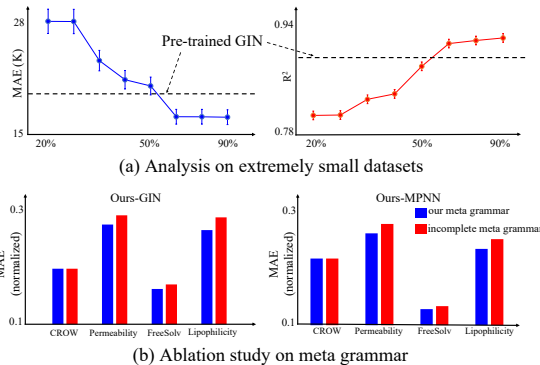 28
MAE (K)
15
20%
50%
90%
Pre-trained GIN
0.94
R²
0.78
20%
50%
90%
(a) Analysis on extremely small datasets
Ours-GIN
0.3
MAE
(normalized)
0.1
CROW
Permeability
FreeSolv
Lipophilicity
Ours-MPNN
0.3
our meta grammar
incomplete meta grammar
MAE
(normalized)
0.1
CROW
Permeability
FreeSolv
Lipophilicity
(b) Ablation study on meta grammar